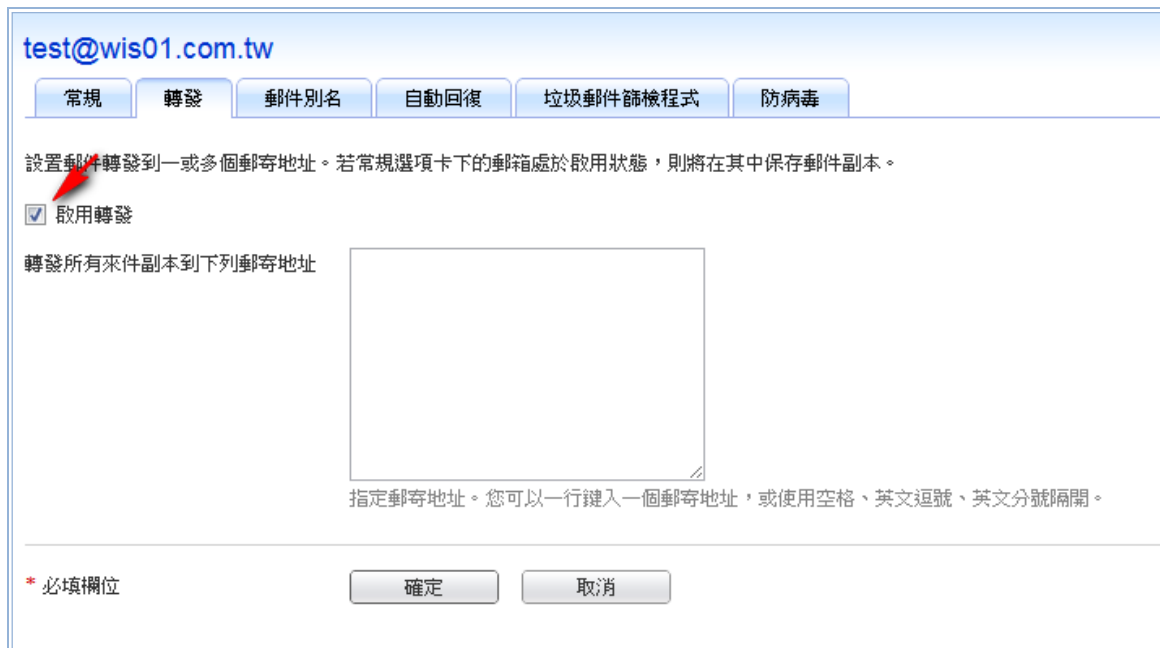 test@wis01.com.tw
常規 轉發 郵件別名 自動回復 垃圾郵件篩檢程式 防病毒
設置郵件轉發到一或多個郵寄地址。若常規選項卡下的郵箱處於啟用狀態，則將在其中保存郵件副本。
啟用轉發
轉發所有來件副本到下列郵寄地址
指定郵寄地址。您可以一行鍵入一個郵寄地址，或使用空格、英文逗號、英文分號隔開。
* 必填欄位 確定 取消